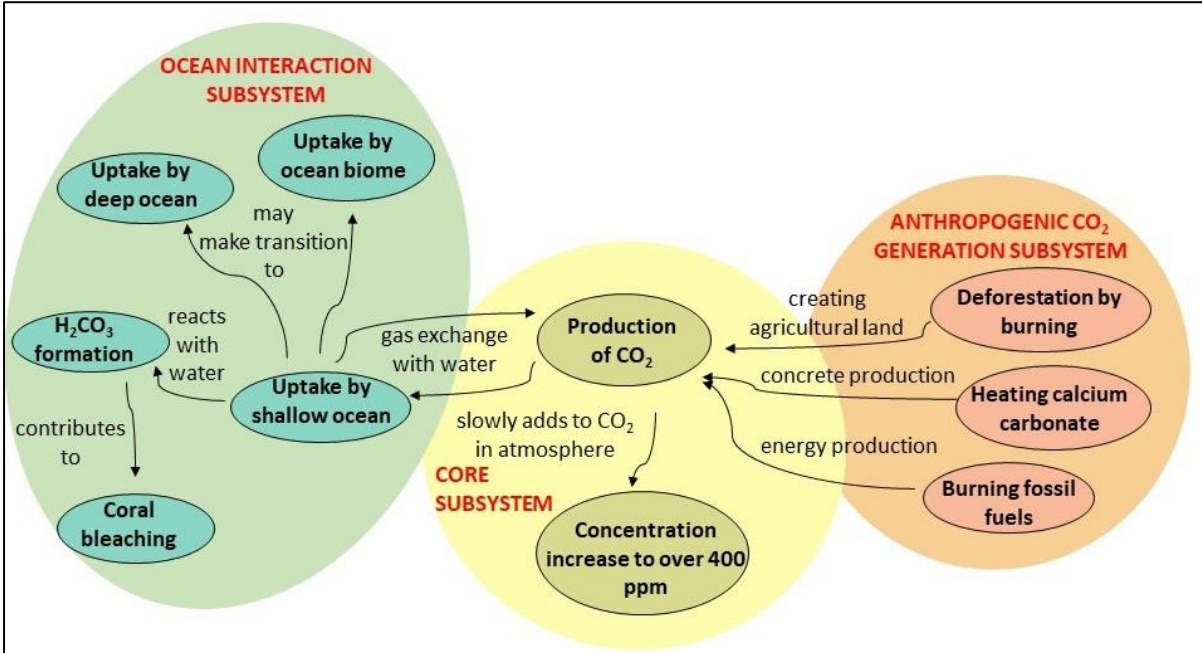 OCEAN INTERACTION
SUBSYSTEM
Uptake by
ocean biome
Uptake by
deep ocean
may
make transition
to
H₂CO₃
formation
reacts
with
water
Uptake by
shallow ocean
contributes
to
Coral
bleaching
gas exchange
with water
Production
of CO₂
slowly adds to CO₂
in atmosphere
CORE
SUBSYSTEM
Concentration
increase to over 400
ppm
ANTHROPOGENIC CO₂
GENERATION SUBSYSTEM
creating
agricultural land
Deforestation by
burning
concrete production
Heating calcium
carbonate
energy production
Burning fossil
fuels